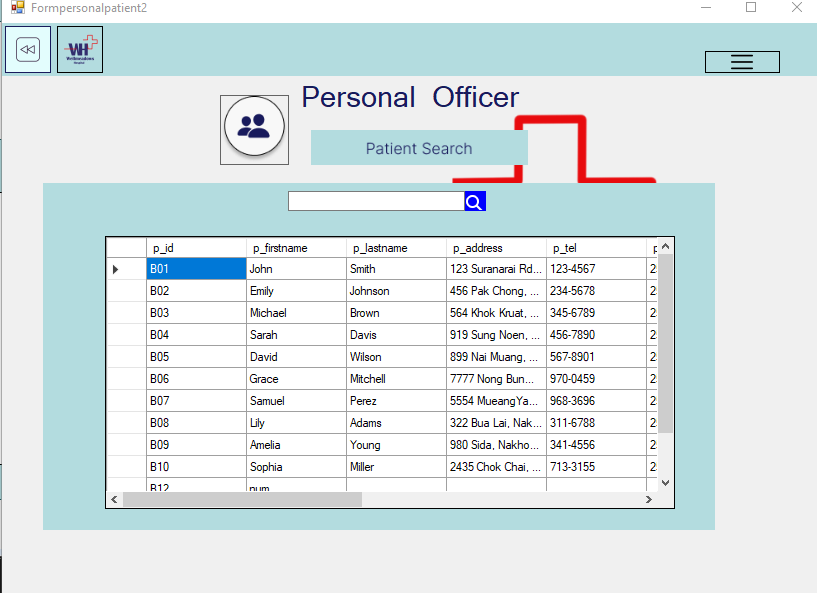 Formpersonalpatient2
WH
Hospital
Personal Officer
Patient Search
p_id p_firstname p_lastname p_address p_tel p
B01 John Smith 123 Suranarai Rd... 123-4567 2
B02 Emily Johnson 456 Pak Chong, ... 234-5678 2
B03 Michael Brown 564 Khok Kruat, ... 345-6789 2
B04 Sarah Davis 919 Sung Noen, ... 456-7890 2
B05 David Wilson 899 Nai Muang, ... 567-8901 2
B06 Grace Mitchell 7777 Nong Bun... 970-0459 2
B07 Samuel Perez 5554 MueangYa... 968-3696 2
B08 Lily Adams 322 Bua Lai, Nak... 311-6788 2
B09 Amelia Young 980 Sida, Nakho... 341-4556 2
B10 Sophia Miller 2435 Chok Chai, ... 713-3155 2
B12 num